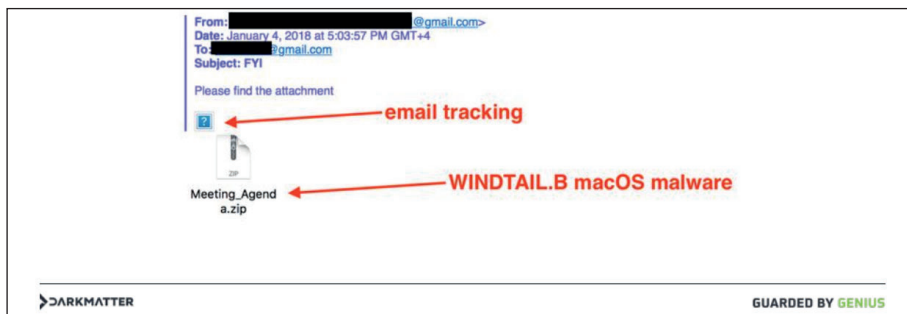 From: @gmail.com>
Date: January 4, 2018 at 5:03:57 PM GMT+4
To: @gmail.com
Subject: FYI
Please find the attachment
?
email tracking
ZIP
WINDTAIL.B macOS malware
Meeting_Agend
a.zip
DARKMATTER
GUARDED BY GENIUS